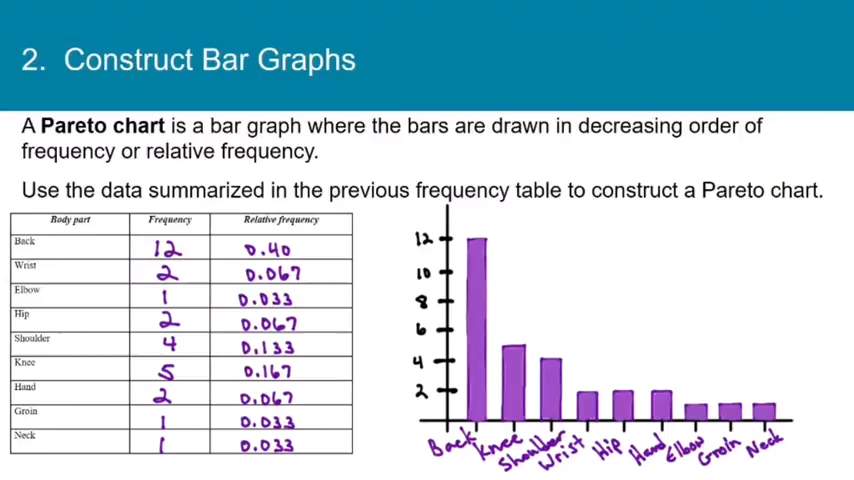 2. Construct Bar Graphs
A Pareto chart is a bar graph where the bars are drawn in decreasing order of
frequency or relative frequency.
Use the data summarized in the previous frequency table to construct a Pareto chart.
Body part Frequency Relative frequency
Back 12 0.40
Wrist 2 0.067
Elbow 1 0.033
Hip 2 0.067
Shoulder 4 0.133
Knee 5 0.167
Hand 2 0.067
Groin 1 0.033
Neck 1 0.033
12
10
8
6
4
2
Back Knee Shoulder Wrist Hip Hand Elbow Groin Neck